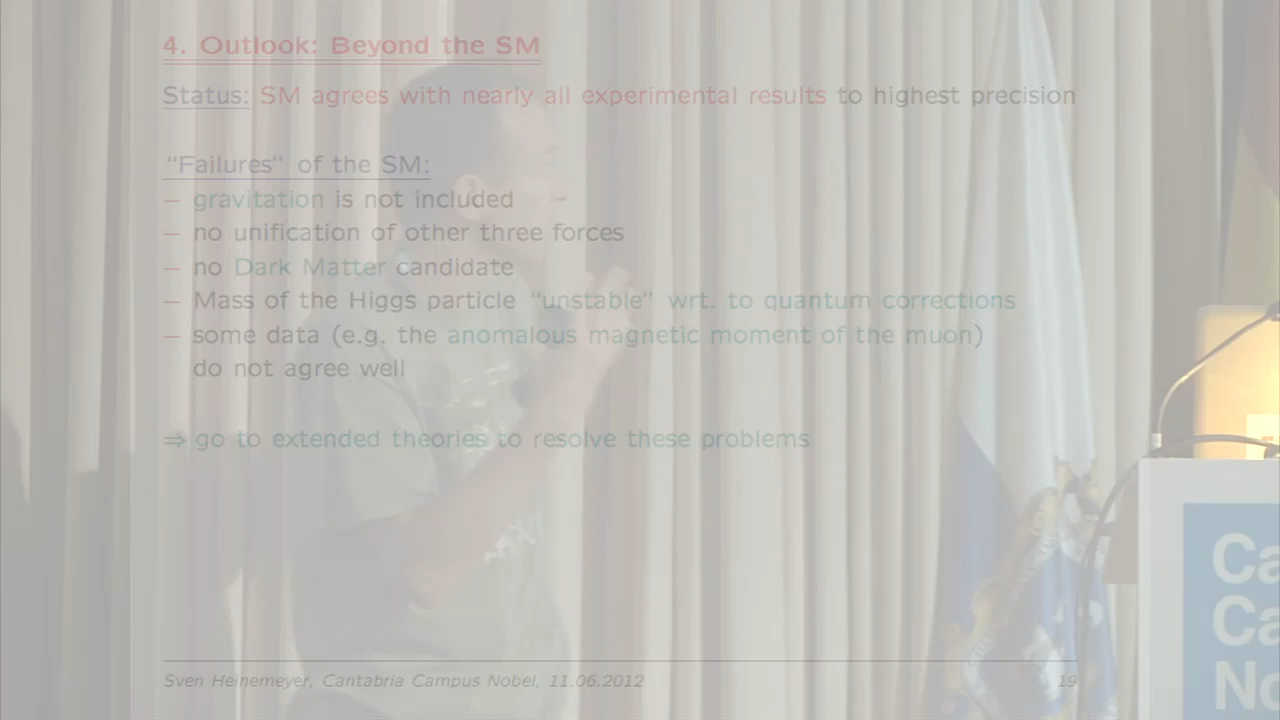 4. Outlook: Beyond the SM
Status: SM agrees with nearly all experimental results to highest precision
"Failures" of the SM:
– gravitation is not included
– no unification of other three forces
– no Dark Matter candidate
– Mass of the Higgs particle "unstable" wrt. to quantum corrections
– some data (e.g. the anomalous magnetic moment of the muon)
do not agree well
⇒ go to extended theories to resolve these problems
Ca
Ca
No
Sven Heinemeyer, Cantabria Campus Nobel, 11.06.2012 19